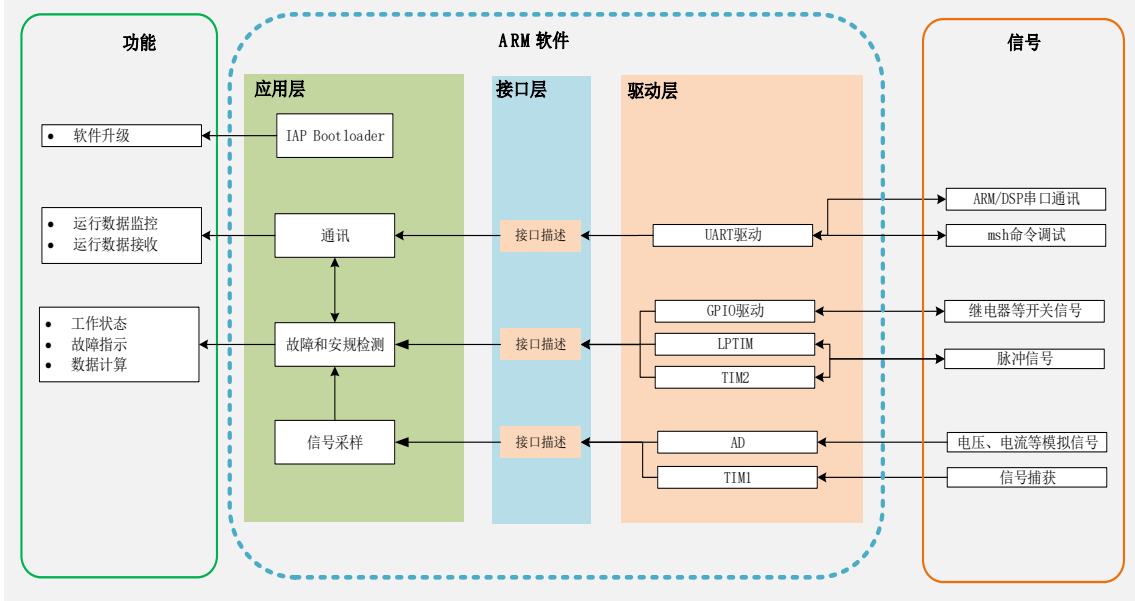 功能
ARM 软件
信号
应用层
接口层
驱动层
• 软件升级
IAP Bootloader
• 运行数据监控
• 运行数据接收
通讯
接口描述
UART驱动
ARM/DSP串口通讯
msh命令调试
• 工作状态
• 故障指示
• 数据计算
故障和安规检测
接口描述
GPIO驱动
LPTIM
TIM2
继电器等开关信号
脉冲信号
信号采样
接口描述
AD
TIM1
电压、电流等模拟信号
信号捕获